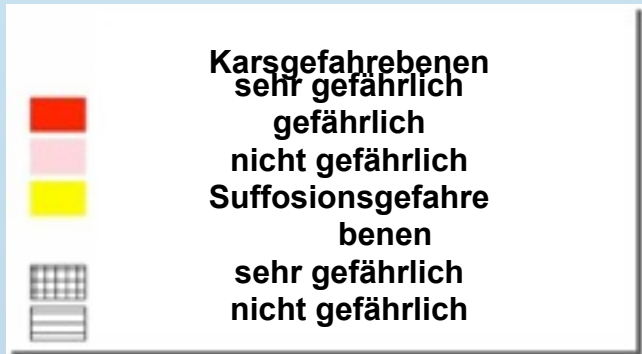 Karsgefahrebenen
sehr gefährlich
gefährlich
nicht gefährlich
Suffosionsgefahre
benen
sehr gefährlich
nicht gefährlich